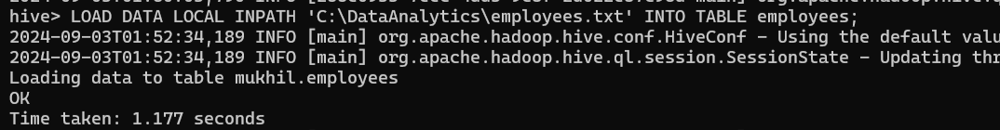 hive> LOAD DATA LOCAL INPATH 'C:\DataAnalytics\employees.txt' INTO TABLE employees;
2024-09-03T01:52:34,189 INFO [main] org.apache.hadoop.hive.conf.HiveConf - Using the default valu
2024-09-03T01:52:34,189 INFO [main] org.apache.hadoop.hive.ql.session.SessionState - Updating thr
Loading data to table mukhil.employees
OK
Time taken: 1.177 seconds